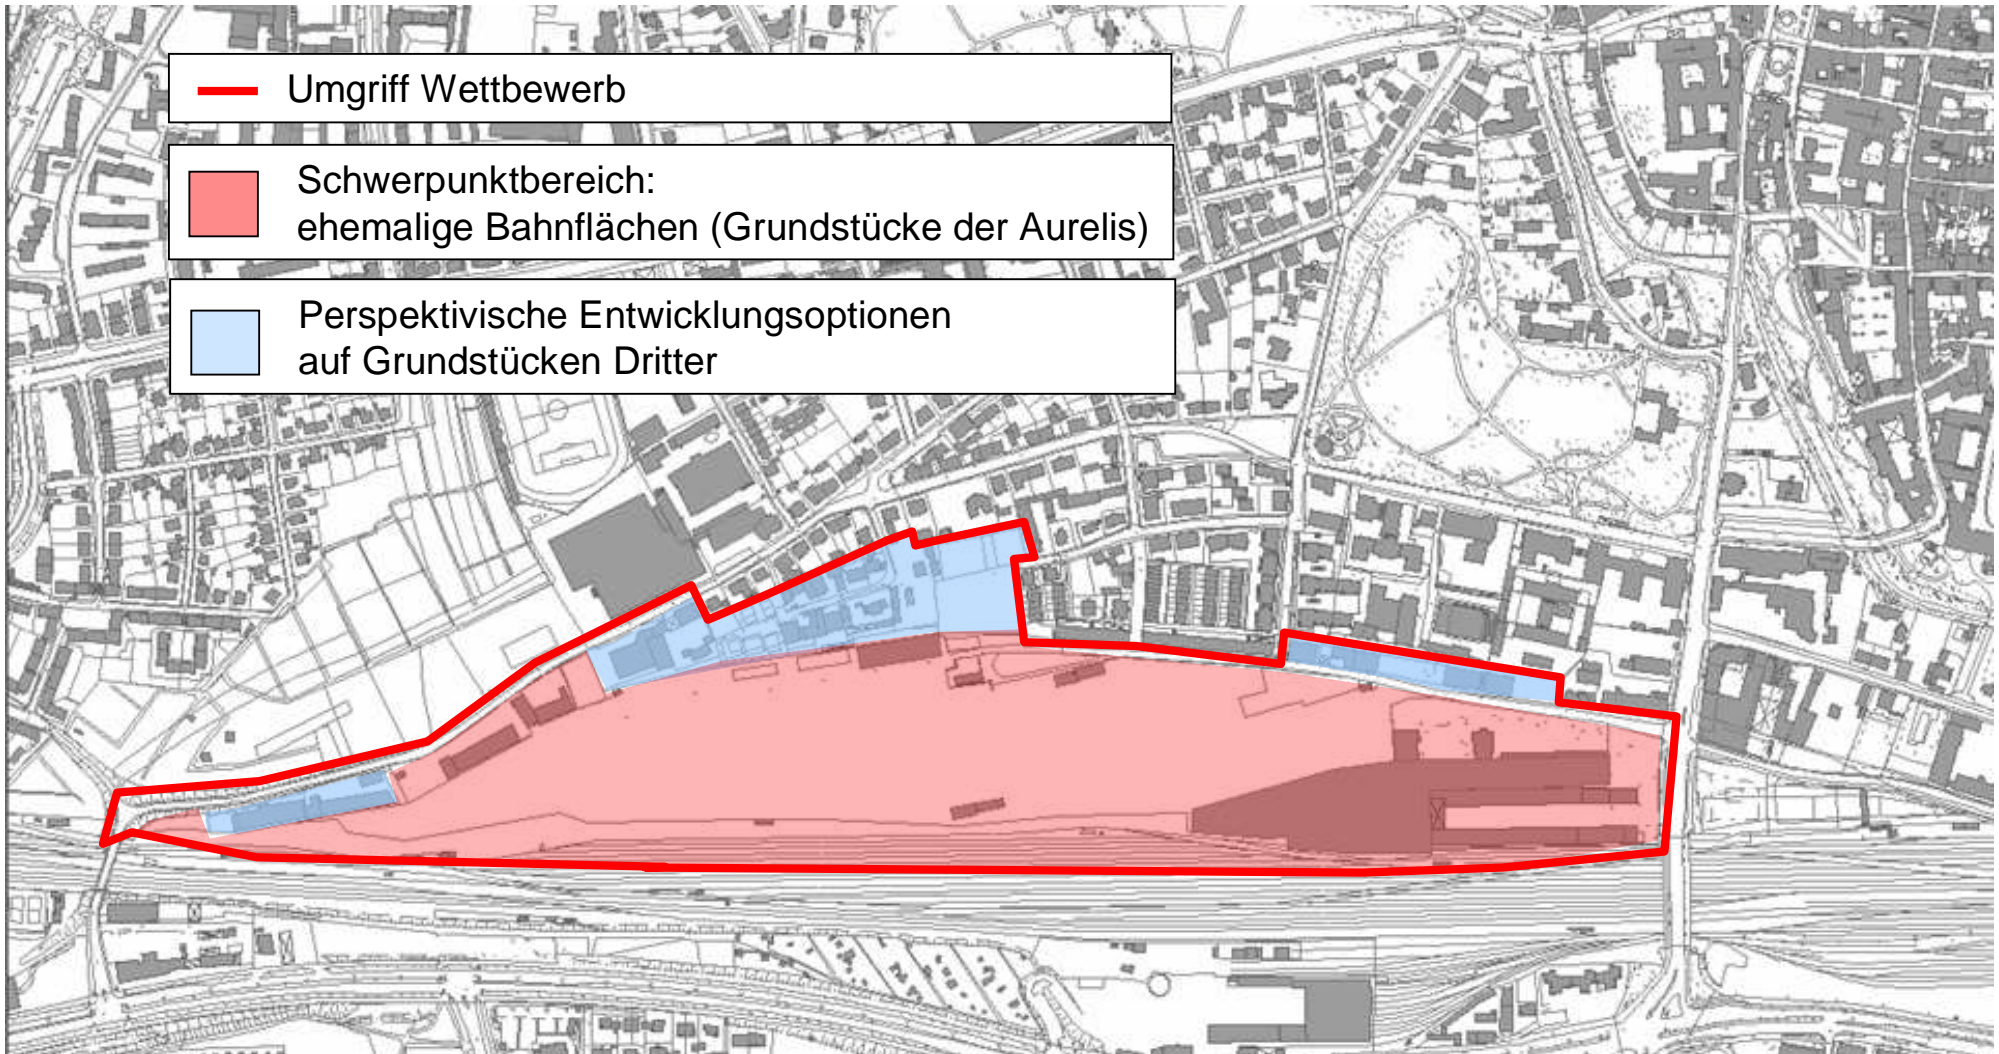 Umgriff Wettbewerb
Schwerpunktbereich:
ehemalige Bahnflächen (Grundstücke der Aurelis)
Perspektivische Entwicklungsoptionen
auf Grundstücken Dritter